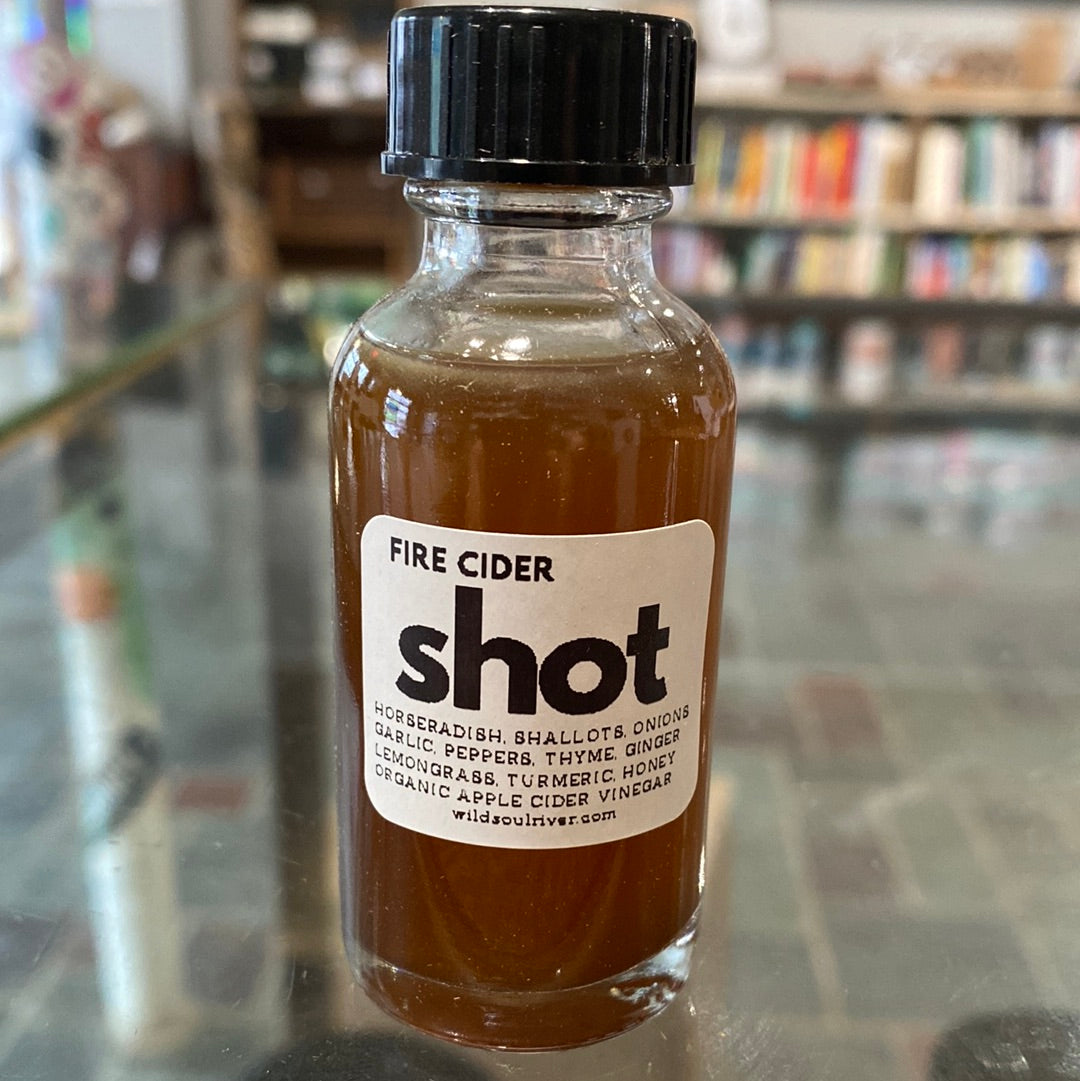 FIRE CIDER
shot
HORSERADISH, SHALLOTS, ONIONS
GARLIC, PEPPERS, THYME, GINGER
LEMONGRASS, TURMERIC, HONEY
ORGANIC APPLE CIDER VINEGAR
wildsoulriver.com